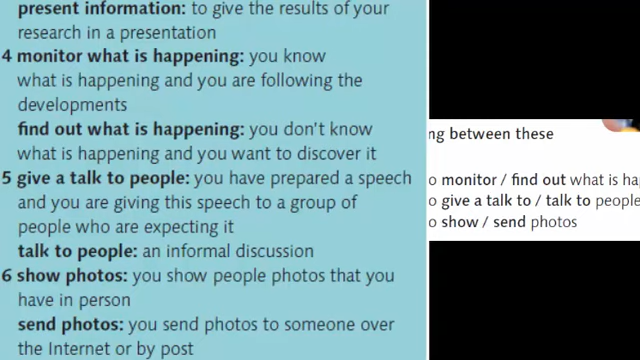 present information: to give the results of your
research in a presentation
4 monitor what is happening: you know
what is happening and you are following the
developments
find out what is happening: you don't know
what is happening and you want to discover it
5 give a talk to people: you have prepared a speech
and you are giving this speech to a group of
people who are expecting it
talk to people: an informal discussion
6 show photos: you show people photos that you
have in person
send photos: you send photos to someone over
the Internet or by post
ng between these
o monitor / find out what is ha
o give a talk to / talk to people
o show / send photos